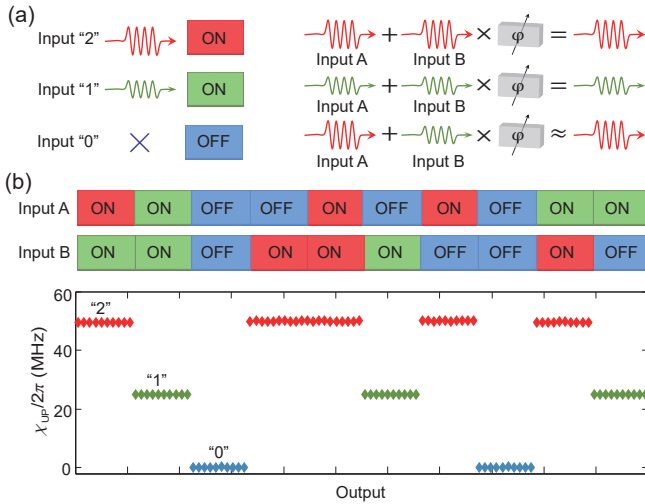 (a)
Input “2” ON
Input “1” ON
Input “0” × OFF
+ × φ =
Input A Input B
+ × φ =
Input A Input B
+ × φ ≈
Input A Input B
(b)
Input A ON ON OFF OFF ON OFF ON OFF ON ON
Input B ON ON OFF ON ON ON OFF OFF ON OFF
60
40
20
0
χUP/2π (MHz)
“2”
“1”
“0”
Output